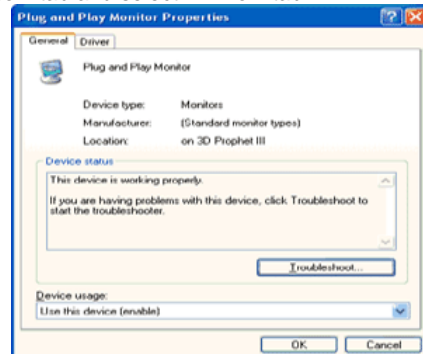 Plug and Play Monitor Properties
General Driver
Plug and Play Monitor
Device type: Monitors
Manufacturer: (Standard monitor types)
Location: on 3D Prophet III
Device status
This device is working properly.
If you are having problems with this device, click Troubleshoot to
start the troubleshooter.
Troubleshoot...
Device usage:
Use this device (enable)
OK Cancel